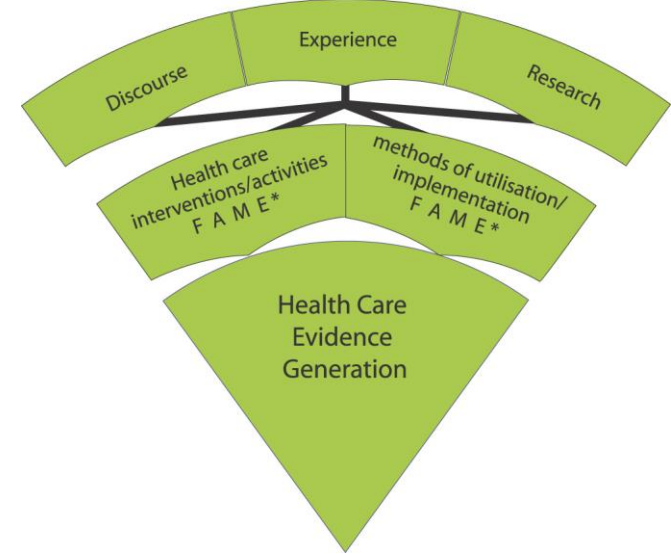 Discourse
Experience
Research
Health care
interventions/activities
F A M E*
methods of utilisation/
implementation
F A M E*
Health Care
Evidence
Generation